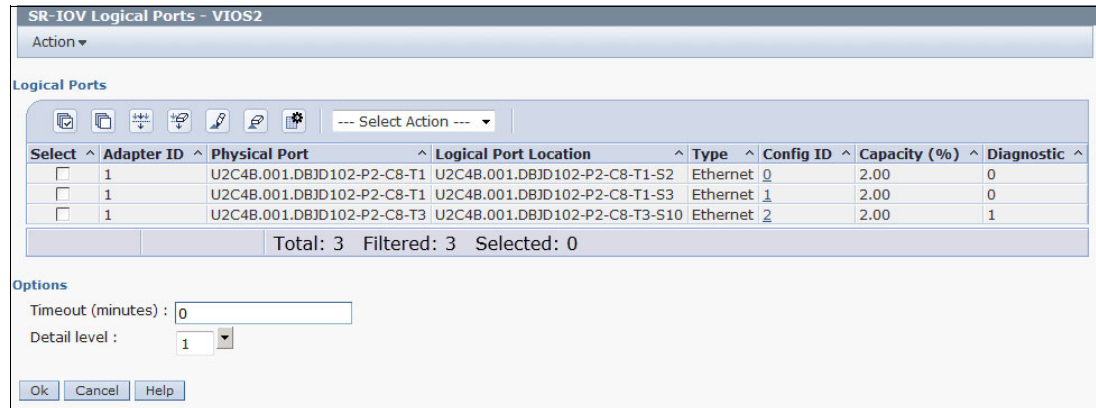 SR-IOV Logical Ports - VIOS2
Action
Logical Ports
--- Select Action ---
Select ^ Adapter ID ^ Physical Port ^ Logical Port Location ^ Type ^ Config ID ^ Capacity (%) ^ Diagnostic ^
1 U2C4B.001.DBJD102-P2-C8-T1 U2C4B.001.DBJD102-P2-C8-T1-S2 Ethernet 0 2.00 0
1 U2C4B.001.DBJD102-P2-C8-T1 U2C4B.001.DBJD102-P2-C8-T1-S3 Ethernet 1 2.00 0
1 U2C4B.001.DBJD102-P2-C8-T3 U2C4B.001.DBJD102-P2-C8-T3-S10 Ethernet 2 2.00 1
Total: 3 Filtered: 3 Selected: 0
Options
Timeout (minutes) : 0
Detail level : 1
Ok Cancel Help